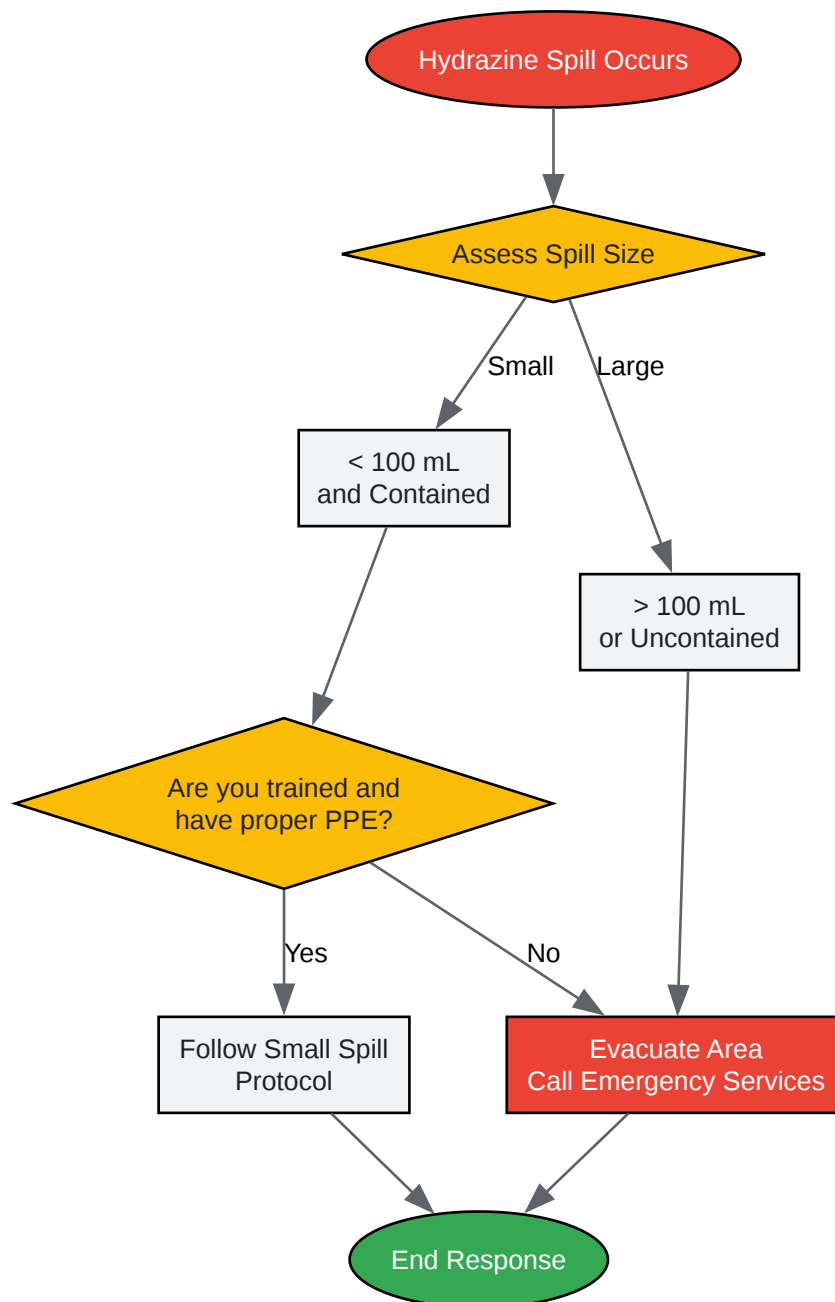 Hydrazine Spill Occurs
Assess Spill Size
Small
Large
< 100 mL
and Contained
> 100 mL
or Uncontained
Are you trained and
have proper PPE?
Yes
No
Follow Small Spill
Protocol
Evacuate Area
Call Emergency Services
End Response